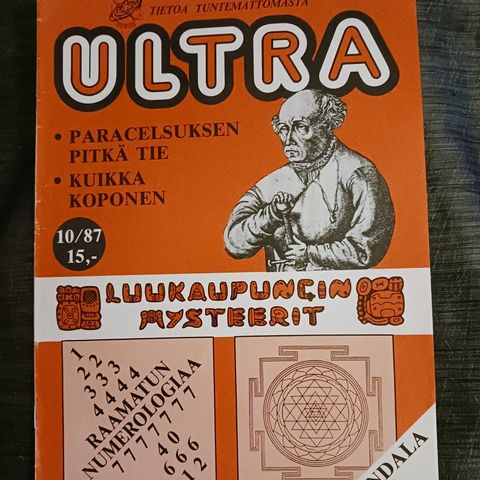 TIETOA TUNTEMATTOMASTA
ULTRA
• PARACELSUKSEN
PITKÄ TIE
• KUIKKA
KOPONEN
10/87
15,-
LUUKAUPUNGIN
MYSTEERIT
1
22
333
4444
RAAMATUN
NUMEROLOGIAA
7777777
40
666
12